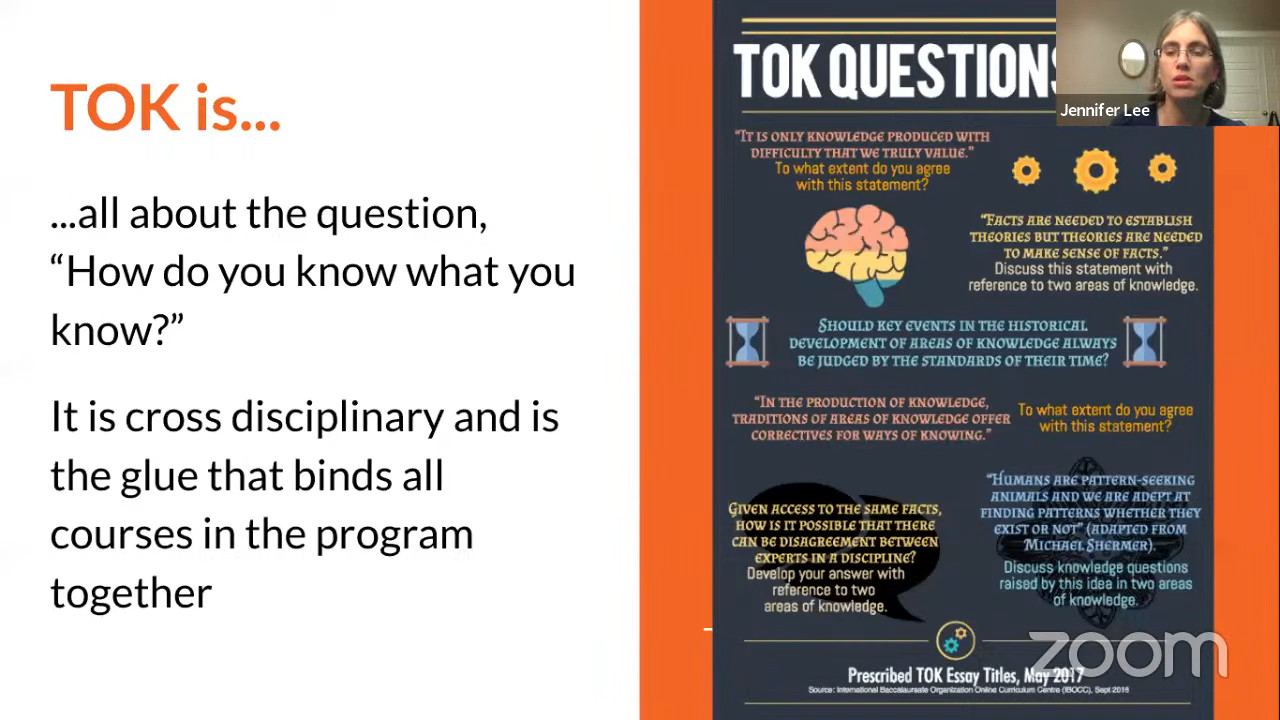 TOK is...
...all about the question,
“How do you know what you
know?”
It is cross disciplinary and is
the glue that binds all
courses in the program
together
TOK QUESTIONS
Jennifer Lee
“It is only knowledge produced with
difficulty that we truly value.”
To what extent do you agree
with this statement?
“Facts are needed to establish
theories but theories are needed
to make sense of facts.”
Discuss this statement with
reference to two areas of knowledge.
Should key events in the historical
development of areas of knowledge always
be judged by the standards of their time?
“In the production of knowledge,
traditions of areas of knowledge offer
correctives for ways of knowing.”
To what extent do you agree
with this statement?
Given access to the same facts,
how is it possible that there
can be disagreement between
experts in a discipline?
Develop your answer with
reference to two
areas of knowledge.
“Humans are pattern-seeking
animals and we are adept at
finding patterns whether they
exist or not” (adapted from
Michael Shermer).
Discuss knowledge questions
raised by this idea in two areas
of knowledge.
Prescribed TOK Essay Titles, May 2017
Source: International Baccalaureate Organization Online Curriculum Centre (IBOCC), Sept 2016
zoom